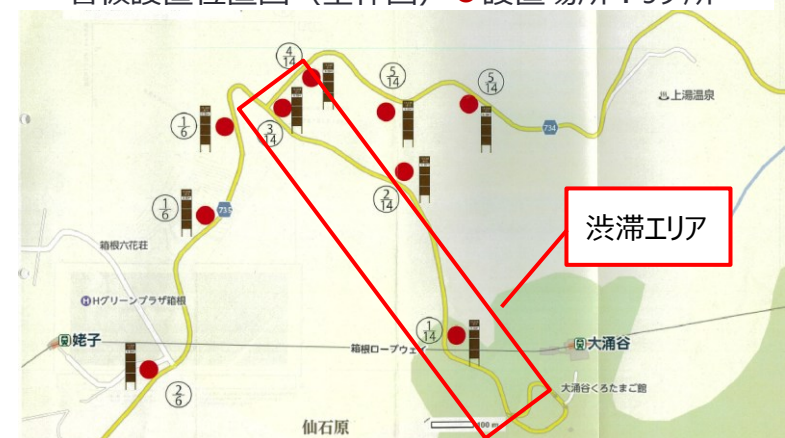 4/14
5/14
5/14
上湯温泉
1/6
3/14
734
2/14
1/6
735
渋滞エリア
箱根六花荘
Hグリーンプラザ箱根
姥子
1/14
箱根ロープウェイ
大涌谷
2/6
大涌谷くろたまご館
仙石原
100 m